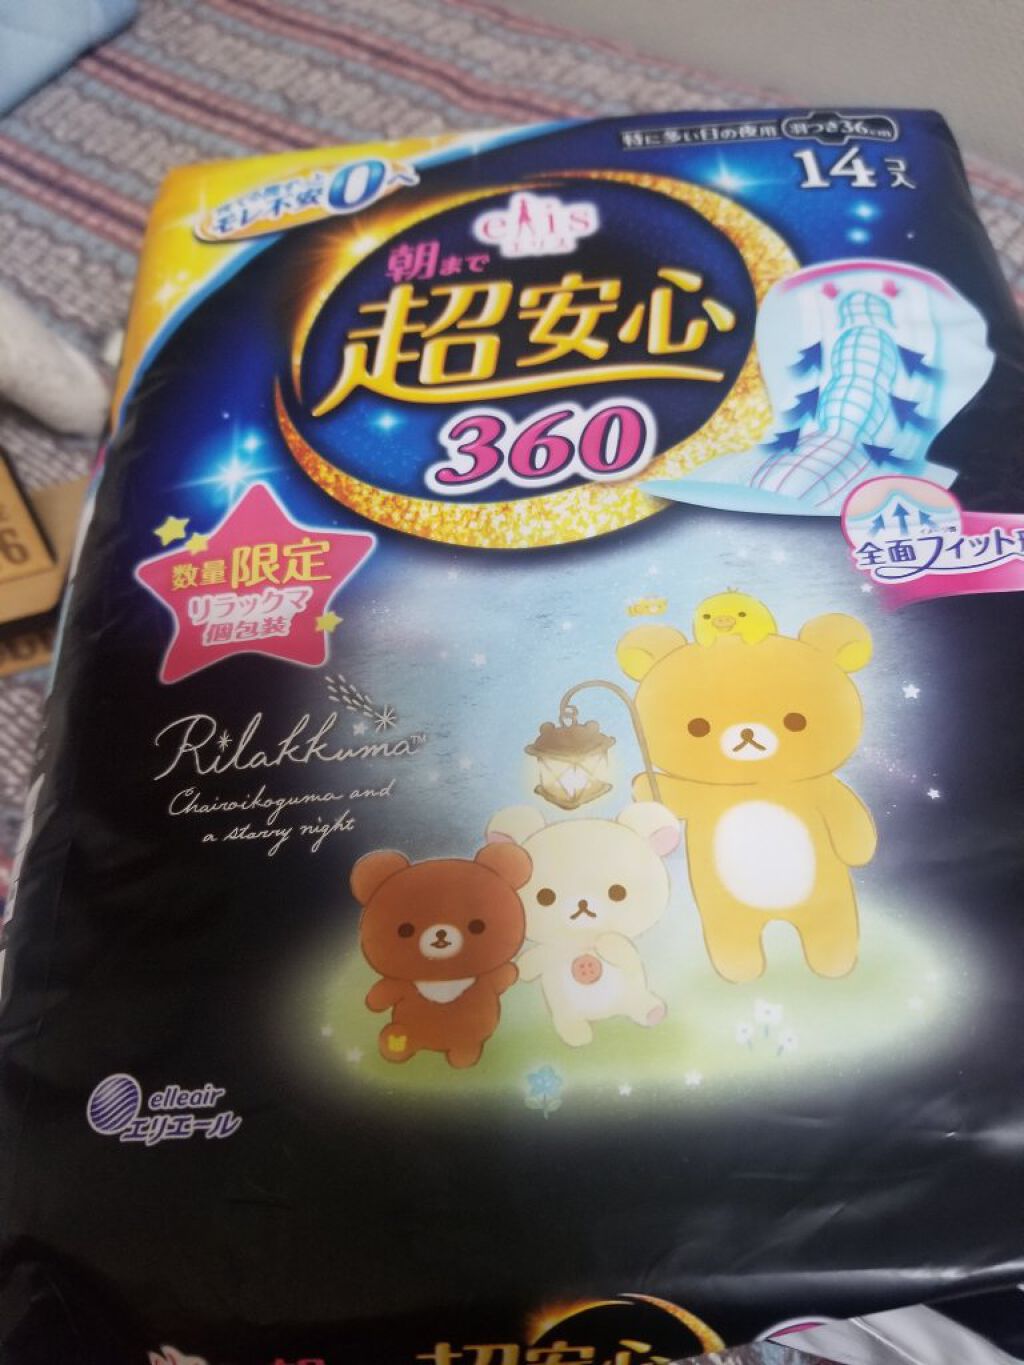 特に多い日の夜用 羽つき36cm
14コ入
モレ不安0へ
elis
エリス
朝まで
超安心
360
全面フィット
数量限定
リラックマ
個包装
Rilakkuma™
Chairoikoguma and
a starry night
elleair
エリエール
超安心